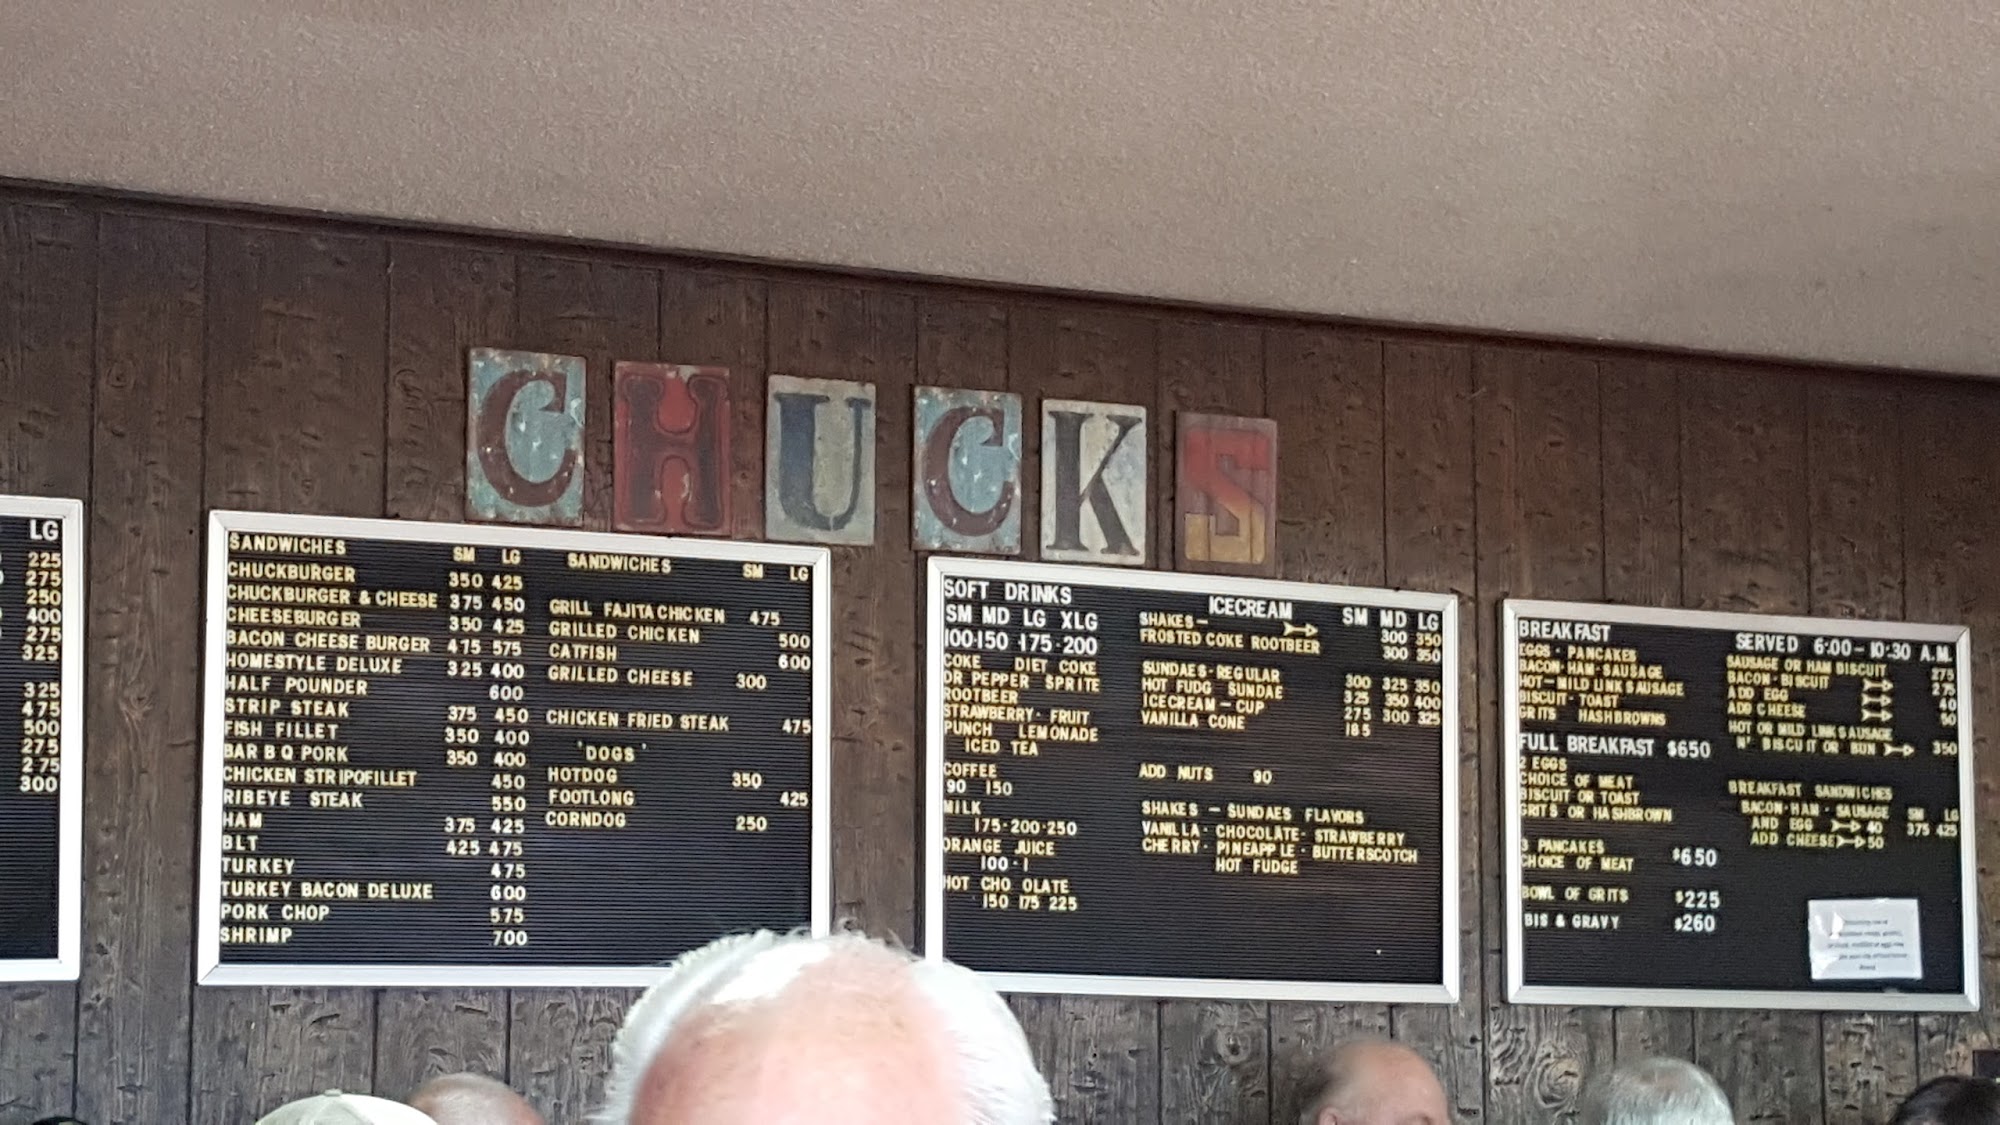 CHUCKS
LG
225
275
250
400
275
325
325
475
500
275
275
300
SANDWICHES SM LG
CHUCKBURGER 350 425
CHUCKBURGER & CHEESE 375 450
CHEESEBURGER 350 425
BACON CHEESE BURGER 475 575
HOMESTYLE DELUXE 325 400
HALF POUNDER 600
STRIP STEAK 375 450
FISH FILLET 350 400
BAR B Q PORK 350 400
CHICKEN STRIPOFILLET 450
RIBEYE STEAK 550
HAM 375 425
BLT 425 475
TURKEY 475
TURKEY BACON DELUXE 600
PORK CHOP 575
SHRIMP 700
SANDWICHES SM LG
GRILL FAJITA CHICKEN 475
GRILLED CHICKEN 500
CATFISH 600
GRILLED CHEESE 300
CHICKEN FRIED STEAK 475
'DOGS'
HOTDOG 350
FOOTLONG 425
CORNDOG 250
SOFT DRINKS
SM MD LG XLG
100·150·175·200
COKE DIET COKE
DR PEPPER SPRITE
ROOTBEER
STRAWBERRY· FRUIT
PUNCH LEMONADE
ICED TEA
COFFEE
90 150
MILK
175·200·250
ORANGE JUICE
100·1
HOT CHO OLATE
150 175 225
ICECREAM SM MD LG
SHAKES- 300 350
FROSTED COKE ROOTBEER 300 350
SUNDAES-REGULAR 300 325 350
HOT FUDG-SUNDAE 325 350 400
ICECREAM-CUP 275 300 325
VANILLA CONE 185
ADD NUTS 90
SHAKES - SUNDAES FLAVORS
VANILLA· CHOCOLATE· STRAWBERRY
CHERRY· PINEAPPLE· BUTTERSCOTCH
HOT FUDGE
BREAKFAST SERVED 6:00-10:30 A.M.
EGGS· PANCAKES
BACON·HAM·SAUSAGE
HOT-MILD LINK SAUSAGE
BISCUIT·TOAST
GRITS HASHBROWNS
FULL BREAKFAST $650
2 EGGS
CHOICE OF MEAT
BISCUIT OR TOAST
GRITS OR HASHBROWN
3 PANCAKES
CHOICE OF MEAT $650
BOWL OF GRITS $225
BIS & GRAVY $260
SAUSAGE OR HAM BISCUIT 275
BACON·BISCUIT 275
ADD EGG 40
ADD CHEESE 50
HOT OR MILD LINK SAUSAGE
N' BISCUIT OR BUN 350
BREAKFAST SANDWICHES
BACON·HAM· SAUSAGE SM LG
AND EGG 40 375 425
ADD CHEESE 50